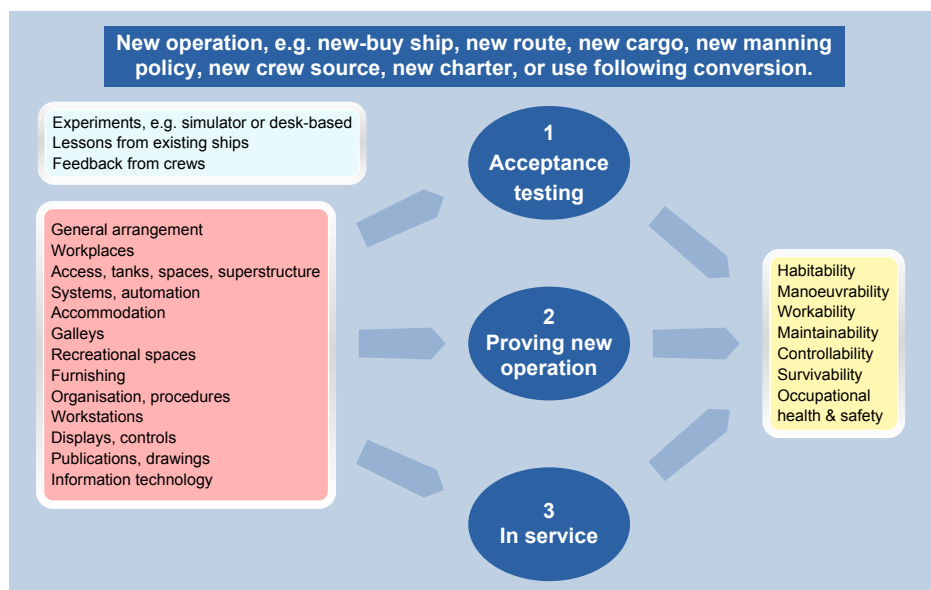 New operation, e.g. new-buy ship, new route, new cargo, new manning
policy, new crew source, new charter, or use following conversion.
Experiments, e.g. simulator or desk-based
Lessons from existing ships
Feedback from crews
General arrangement
Workplaces
Access, tanks, spaces, superstructure
Systems, automation
Accommodation
Galleys
Recreational spaces
Furnishing
Organisation, procedures
Workstations
Displays, controls
Publications, drawings
Information technology
1
Acceptance
testing
2
Proving new
operation
3
In service
Habitability
Manoeuvrability
Workability
Maintainability
Controllability
Survivability
Occupational
health & safety